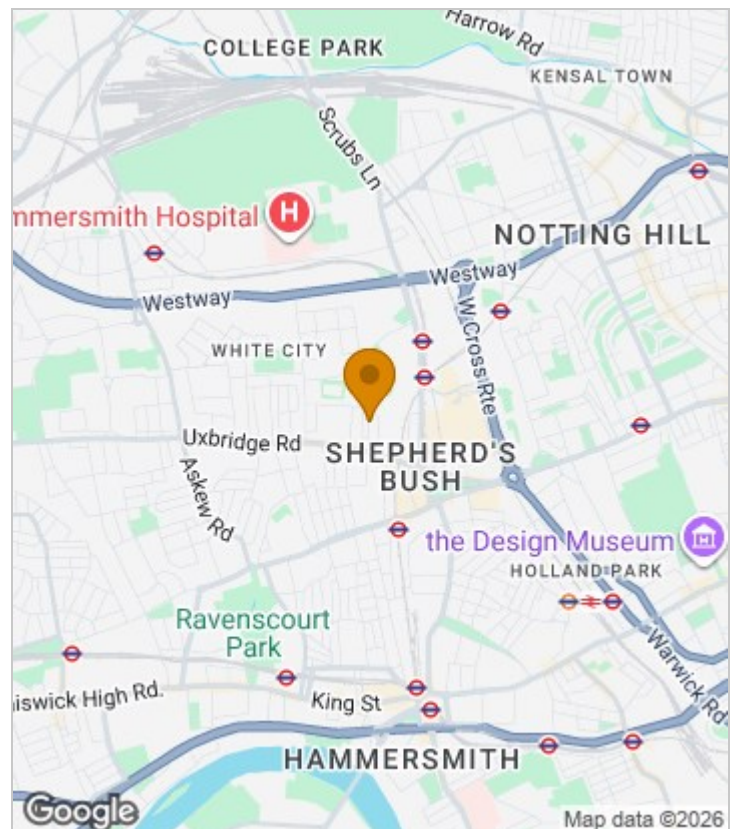 Harrow Rd
COLLEGE PARK
KENSAL TOWN
Scrubs Ln
mmersmith Hospital
H
NOTTING HILL
Westway
Westway
W Cross Rte
WHITE CITY
Uxbridge Rd
SHEPHERD'S
BUSH
Askew Rd
the Design Museum
HOLLAND PARK
Ravenscourt
Park
Warwick Rd
niswick High Rd.
King St
HAMMERSMITH
Google
Map data ©2026